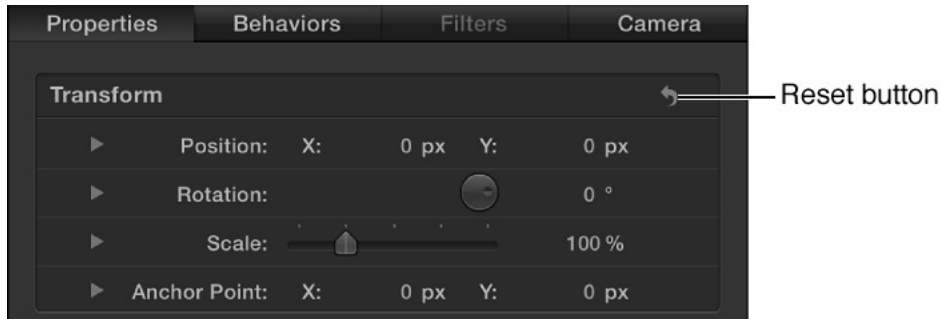 Properties Behaviors Filters Camera
Transform Reset button
Position: X: 0 px Y: 0 px
Rotation: 0 °
Scale: 100 %
Anchor Point: X: 0 px Y: 0 px